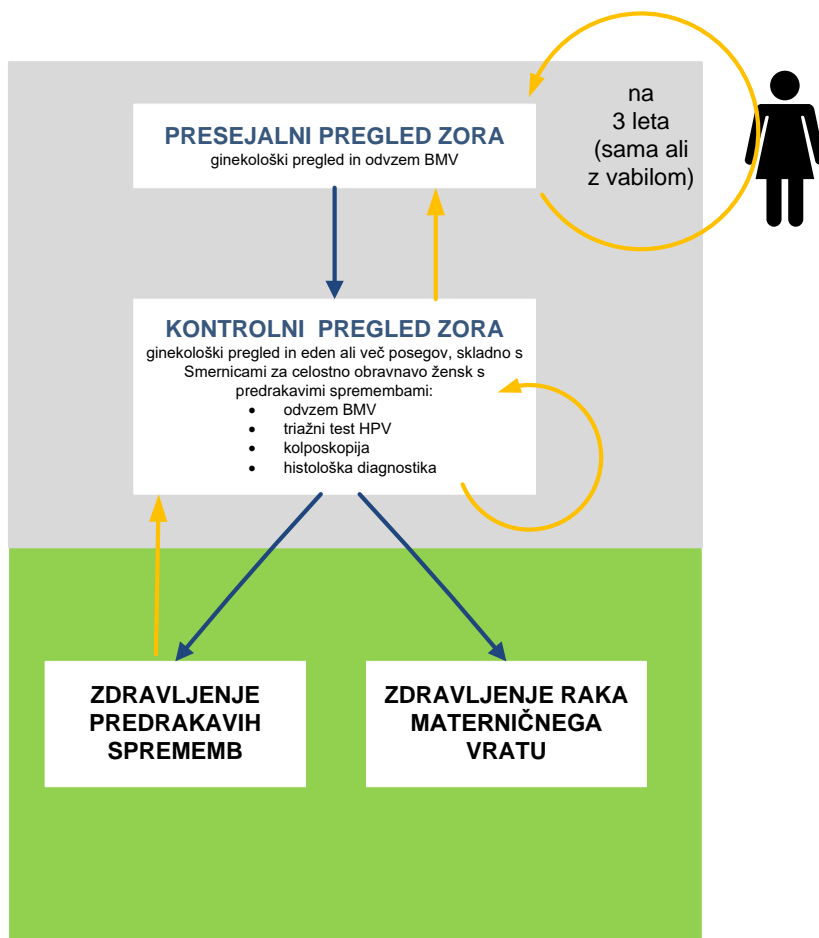 PRESEJALNI PREGLED ZORA
ginekološki pregled in odvzem BMV
na
3 leta
(sama ali
z vabilom)
KONTROLNI PREGLED ZORA
ginekološki pregled in eden ali več posegov, skladno s
Smernicami za celostno obravnavo žensk s
predrakavimi spremembami:
• odvzem BMV
• triažni test HPV
• kolposkopija
• histološka diagnostika
ZDRAVLJENJE
PREDRAKAVIH
SPREMEMB
ZDRAVLJENJE RAKA
MATERNIČNEGA
VRATU